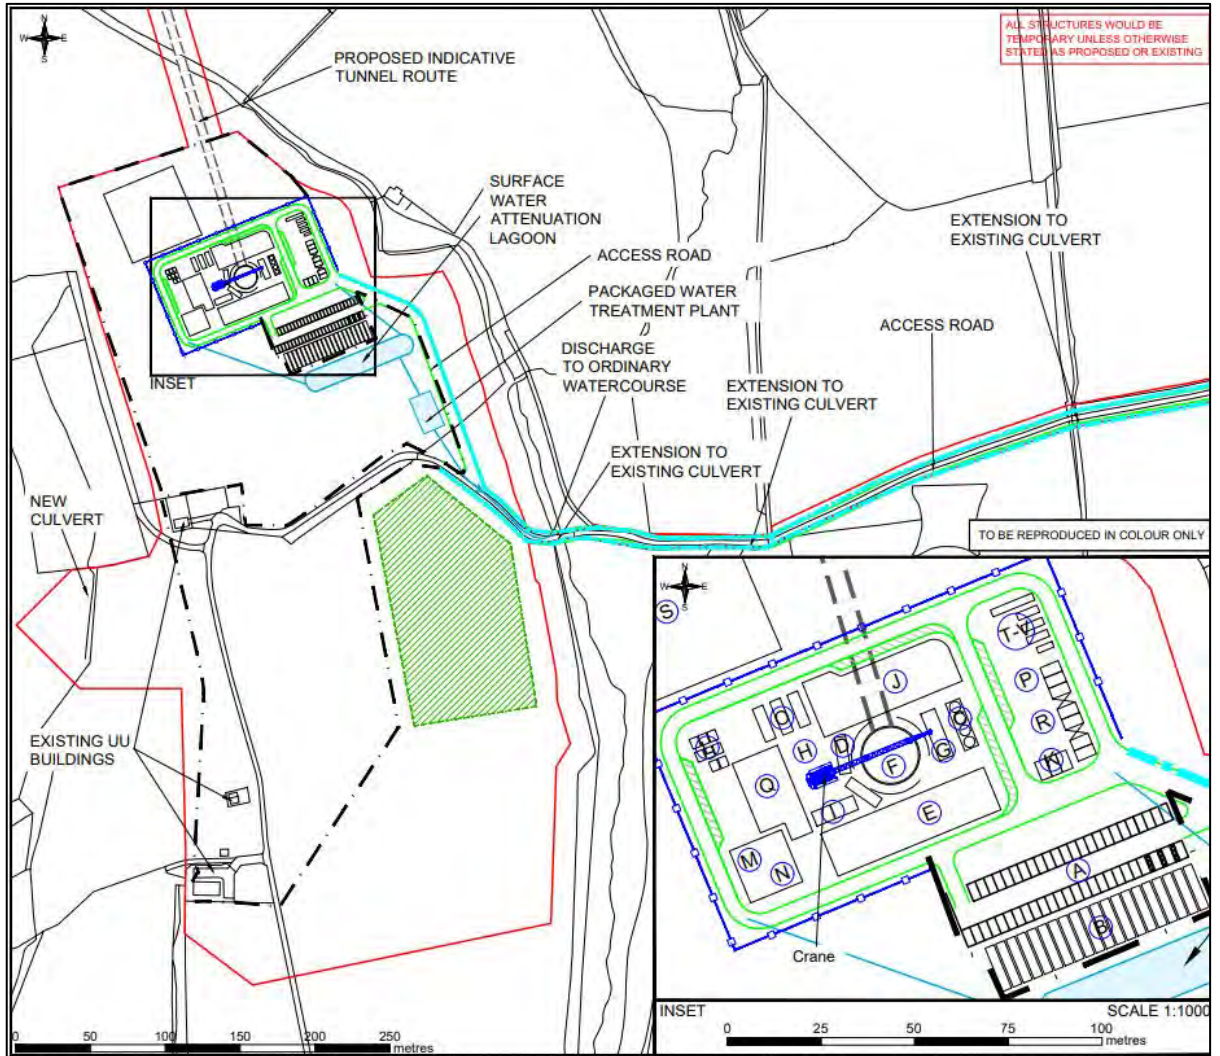 N
W E
S
ALL STRUCTURES WOULD BE
TEMPORARY UNLESS OTHERWISE
STATED AS PROPOSED OR EXISTING
PROPOSED INDICATIVE
TUNNEL ROUTE
SURFACE
WATER
ATTENUATION
LAGOON
EXTENSION TO
EXISTING CULVERT
ACCESS ROAD
PACKAGED WATER
TREATMENT PLANT
ACCESS ROAD
DISCHARGE
TO ORDINARY
WATERCOURSE
EXTENSION TO
EXISTING CULVERT
INSET
EXTENSION TO
EXISTING CULVERT
NEW
CULVERT
TO BE REPRODUCED IN COLOUR ONLY
EXISTING UU
BUILDINGS
0 50 100 150 200 250
metres
N
W E
S
S
T-V
J
P
O
O
R
H
D
G
K
F
Q
I
E
M
N
A
B
Crane
INSET
SCALE 1:1000
0 25 50 75 100
metres